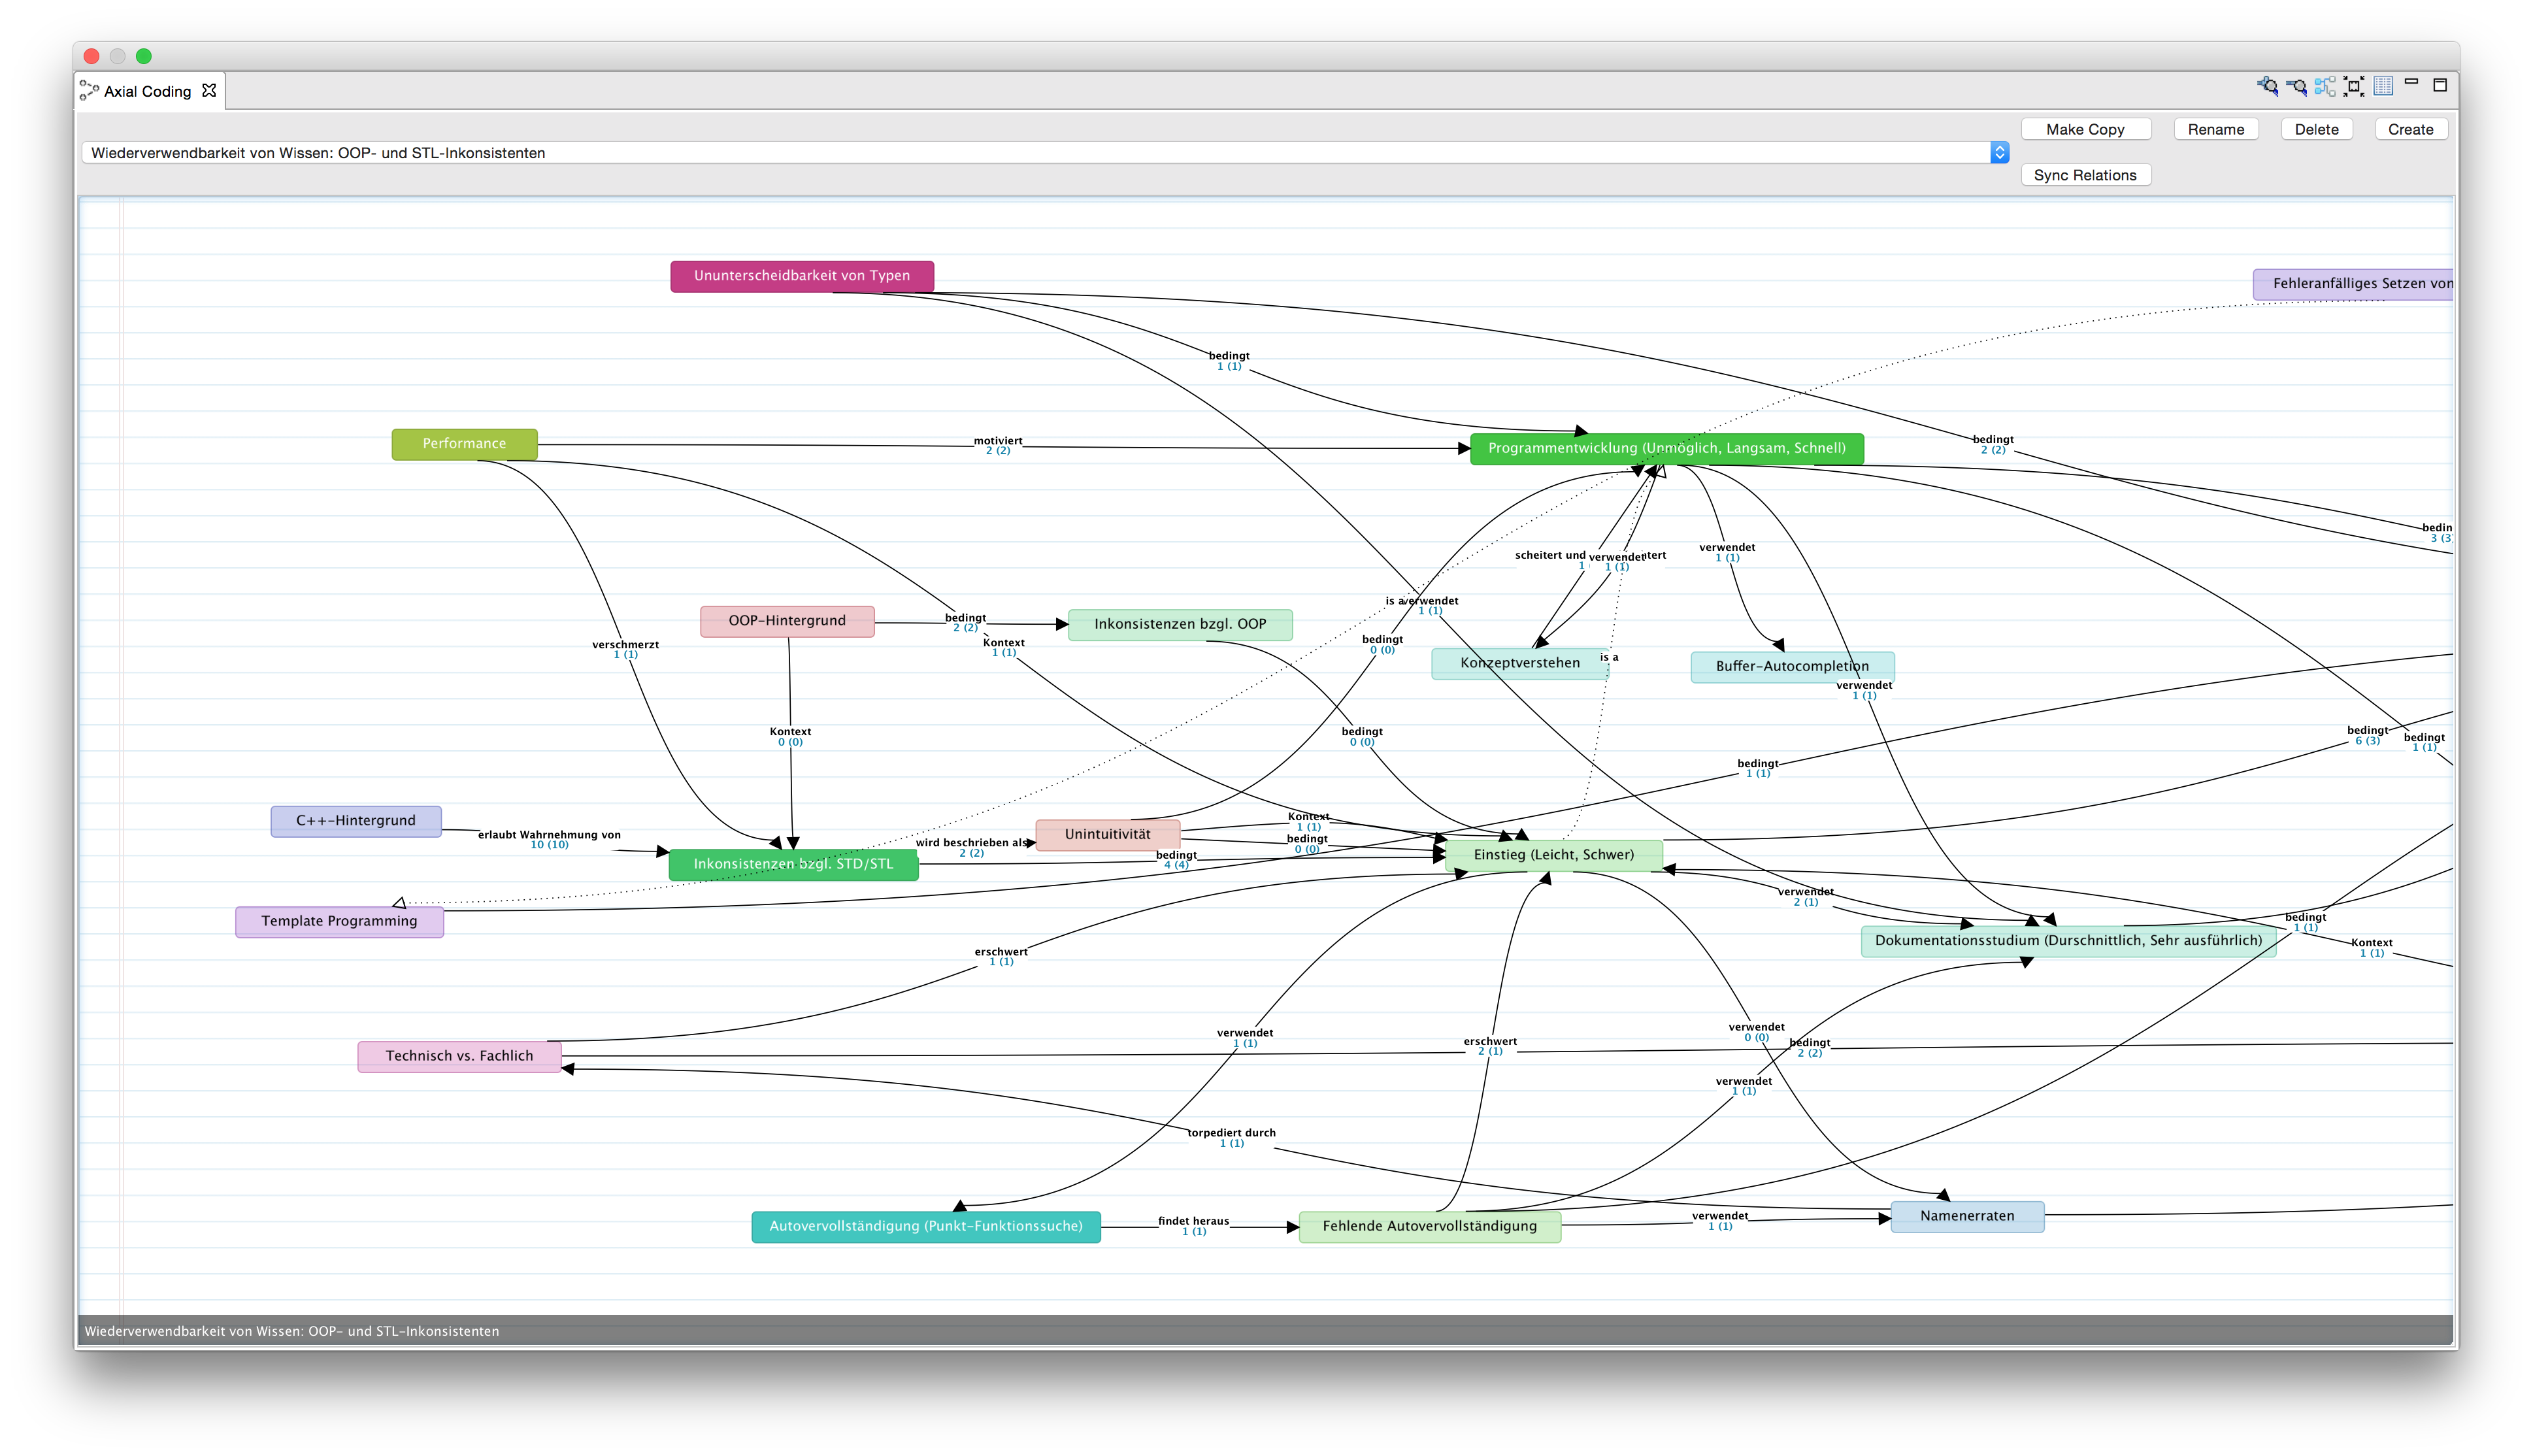 Axial Coding
Make Copy
Rename
Delete
Create
Wiederverwendbarkeit von Wissen: OOP- und STL-Inkonsistenten
Sync Relations
Ununterscheidbarkeit von Typen
Fehleranfälliges Setzen von
bedingt
1 (1)
Performance
motiviert
2 (2)
Programmentwicklung (Unmöglich, Langsam, Schnell)
bedingt
2 (2)
bedin
3 (3
scheitert und
1
verwendet
1 (1)
tert
verwendet
1 (1)
is a
verwendet
1 (1)
OOP-Hintergrund
bedingt
2 (2)
Inkonsistenzen bzgl. OOP
Kontext
1 (1)
verschmerzt
1 (1)
bedingt
0 (0)
Konzeptverstehen
is a
Buffer-Autocompletion
verwendet
1 (1)
Kontext
0 (0)
bedingt
0 (0)
bedingt
6 (3)
bedingt
1 (1)
bedingt
1 (1)
C++-Hintergrund
erlaubt Wahrnehmung von
10 (10)
Unintuitivität
Kontext
1 (1)
bedingt
0 (0)
wird beschrieben als
2 (2)
bedingt
4 (4)
Einstieg (Leicht, Schwer)
Inkonsistenzen bzgl. STD/STL
verwendet
2 (1)
Template Programming
bedingt
1 (1)
Dokumentationsstudium (Durschnittlich, Sehr ausführlich)
Kontext
1 (1)
erschwert
1 (1)
verwendet
1 (1)
erschwert
2 (1)
verwendet
0 (0)
bedingt
2 (2)
Technisch vs. Fachlich
verwendet
1 (1)
torpediert durch
1 (1)
Autovervollständigung (Punkt-Funktionssuche)
findet heraus
1 (1)
Fehlende Autovervollständigung
verwendet
1 (1)
Namenerraten
Wiederverwendbarkeit von Wissen: OOP- und STL-Inkonsistenten